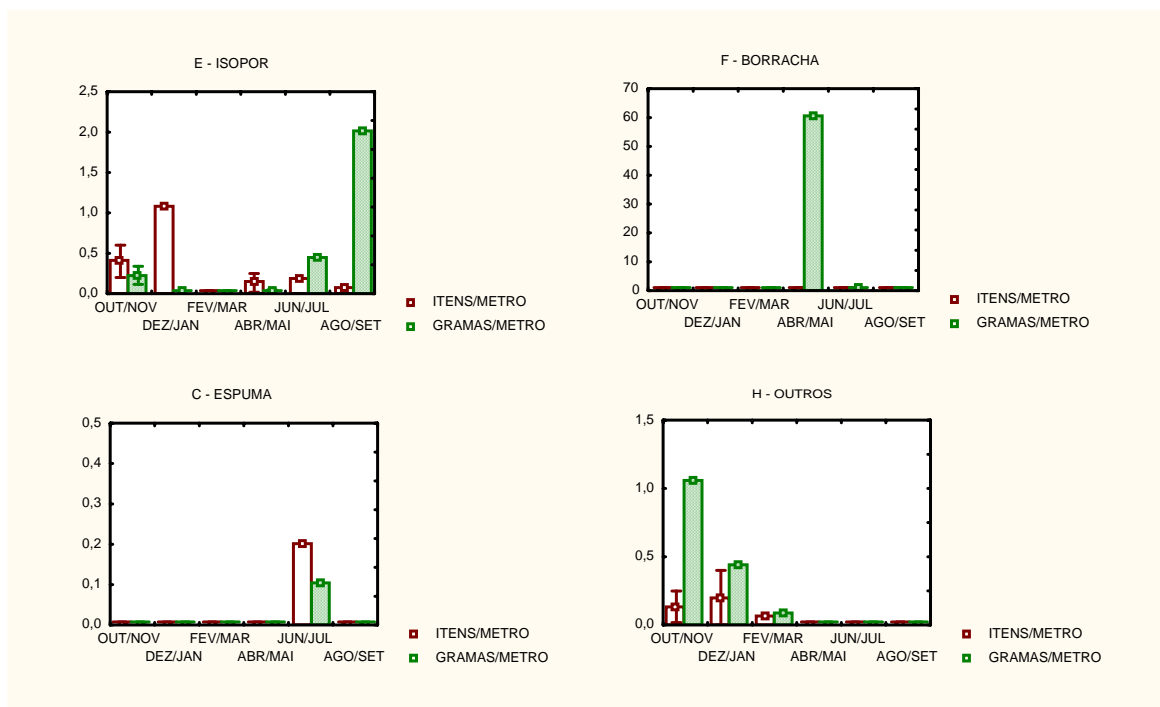 E - ISOPOR
2,5
2,0
1,5
1,0
0,5
0,0
OUT/NOV FEV/MAR JUN/JUL
DEZ/JAN ABR/MAI AGO/SET
ITENS/METRO
GRAMAS/METRO
F - BORRACHA
70
60
50
40
30
20
10
0
OUT/NOV FEV/MAR JUN/JUL
DEZ/JAN ABR/MAI AGO/SET
ITENS/METRO
GRAMAS/METRO
C - ESPUMA
0,5
0,4
0,3
0,2
0,1
0,0
OUT/NOV FEV/MAR JUN/JUL
DEZ/JAN ABR/MAI AGO/SET
ITENS/METRO
GRAMAS/METRO
H - OUTROS
1,5
1,0
0,5
0,0
OUT/NOV FEV/MAR JUN/JUL
DEZ/JAN ABR/MAI AGO/SET
ITENS/METRO
GRAMAS/METRO